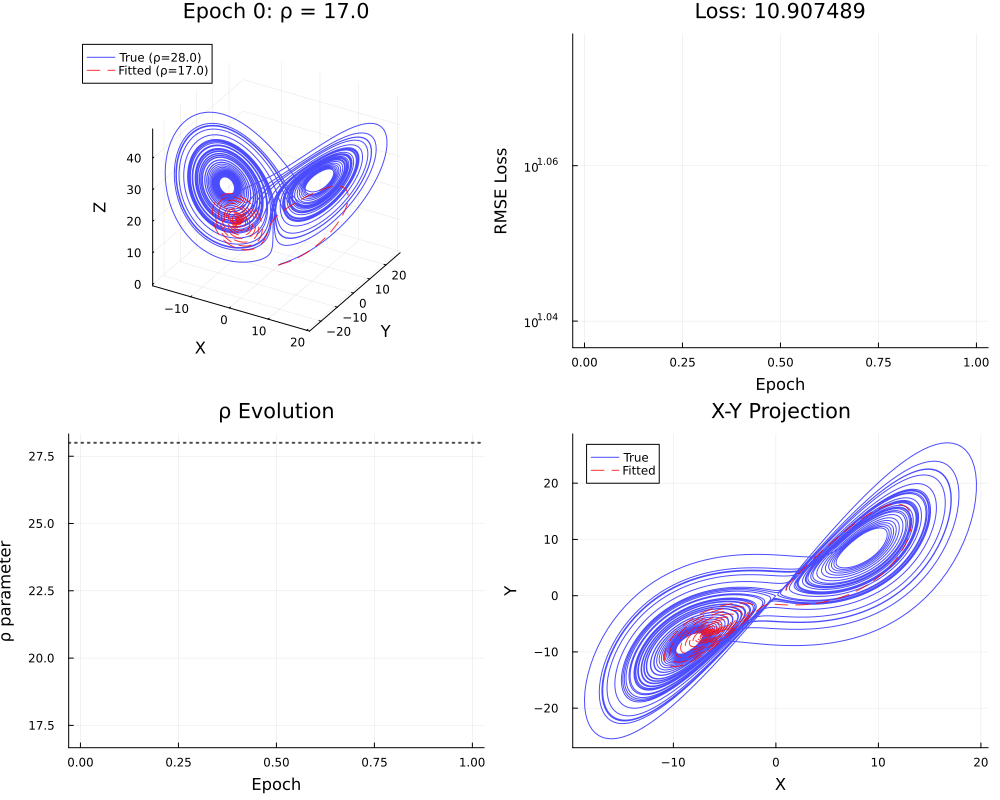 Epoch 0: ρ = 17.0
True (ρ=28.0)
Fitted (ρ=17.0)
Z
40
30
20
10
0
−10
0
10
20
X
−20
−10
0
10
20
Y
Loss: 10.907489
RMSE Loss
10^1.06
10^1.04
0.00 0.25 0.50 0.75 1.00
Epoch
ρ Evolution
ρ parameter
27.5
25.0
22.5
20.0
17.5
0.00 0.25 0.50 0.75 1.00
Epoch
X-Y Projection
True
Fitted
Y
20
10
0
−10
−20
−10 0 10 20
X